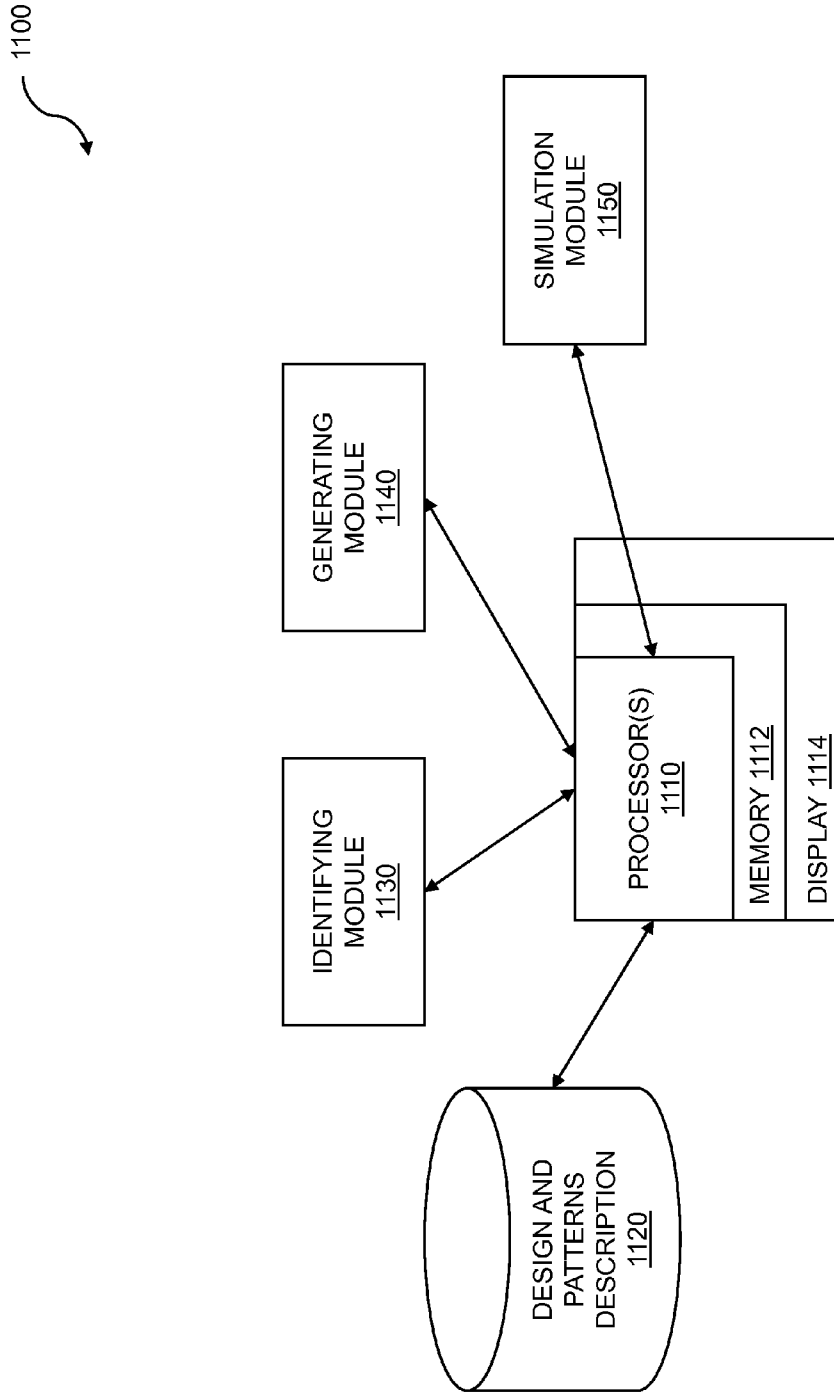 1100
DESIGN AND
PATTERNS
DESCRIPTION
1120
IDENTIFYING
MODULE
1130
GENERATING
MODULE
1140
SIMULATION
MODULE
1150
PROCESSOR(S)
1110
MEMORY 1112
DISPLAY 1114